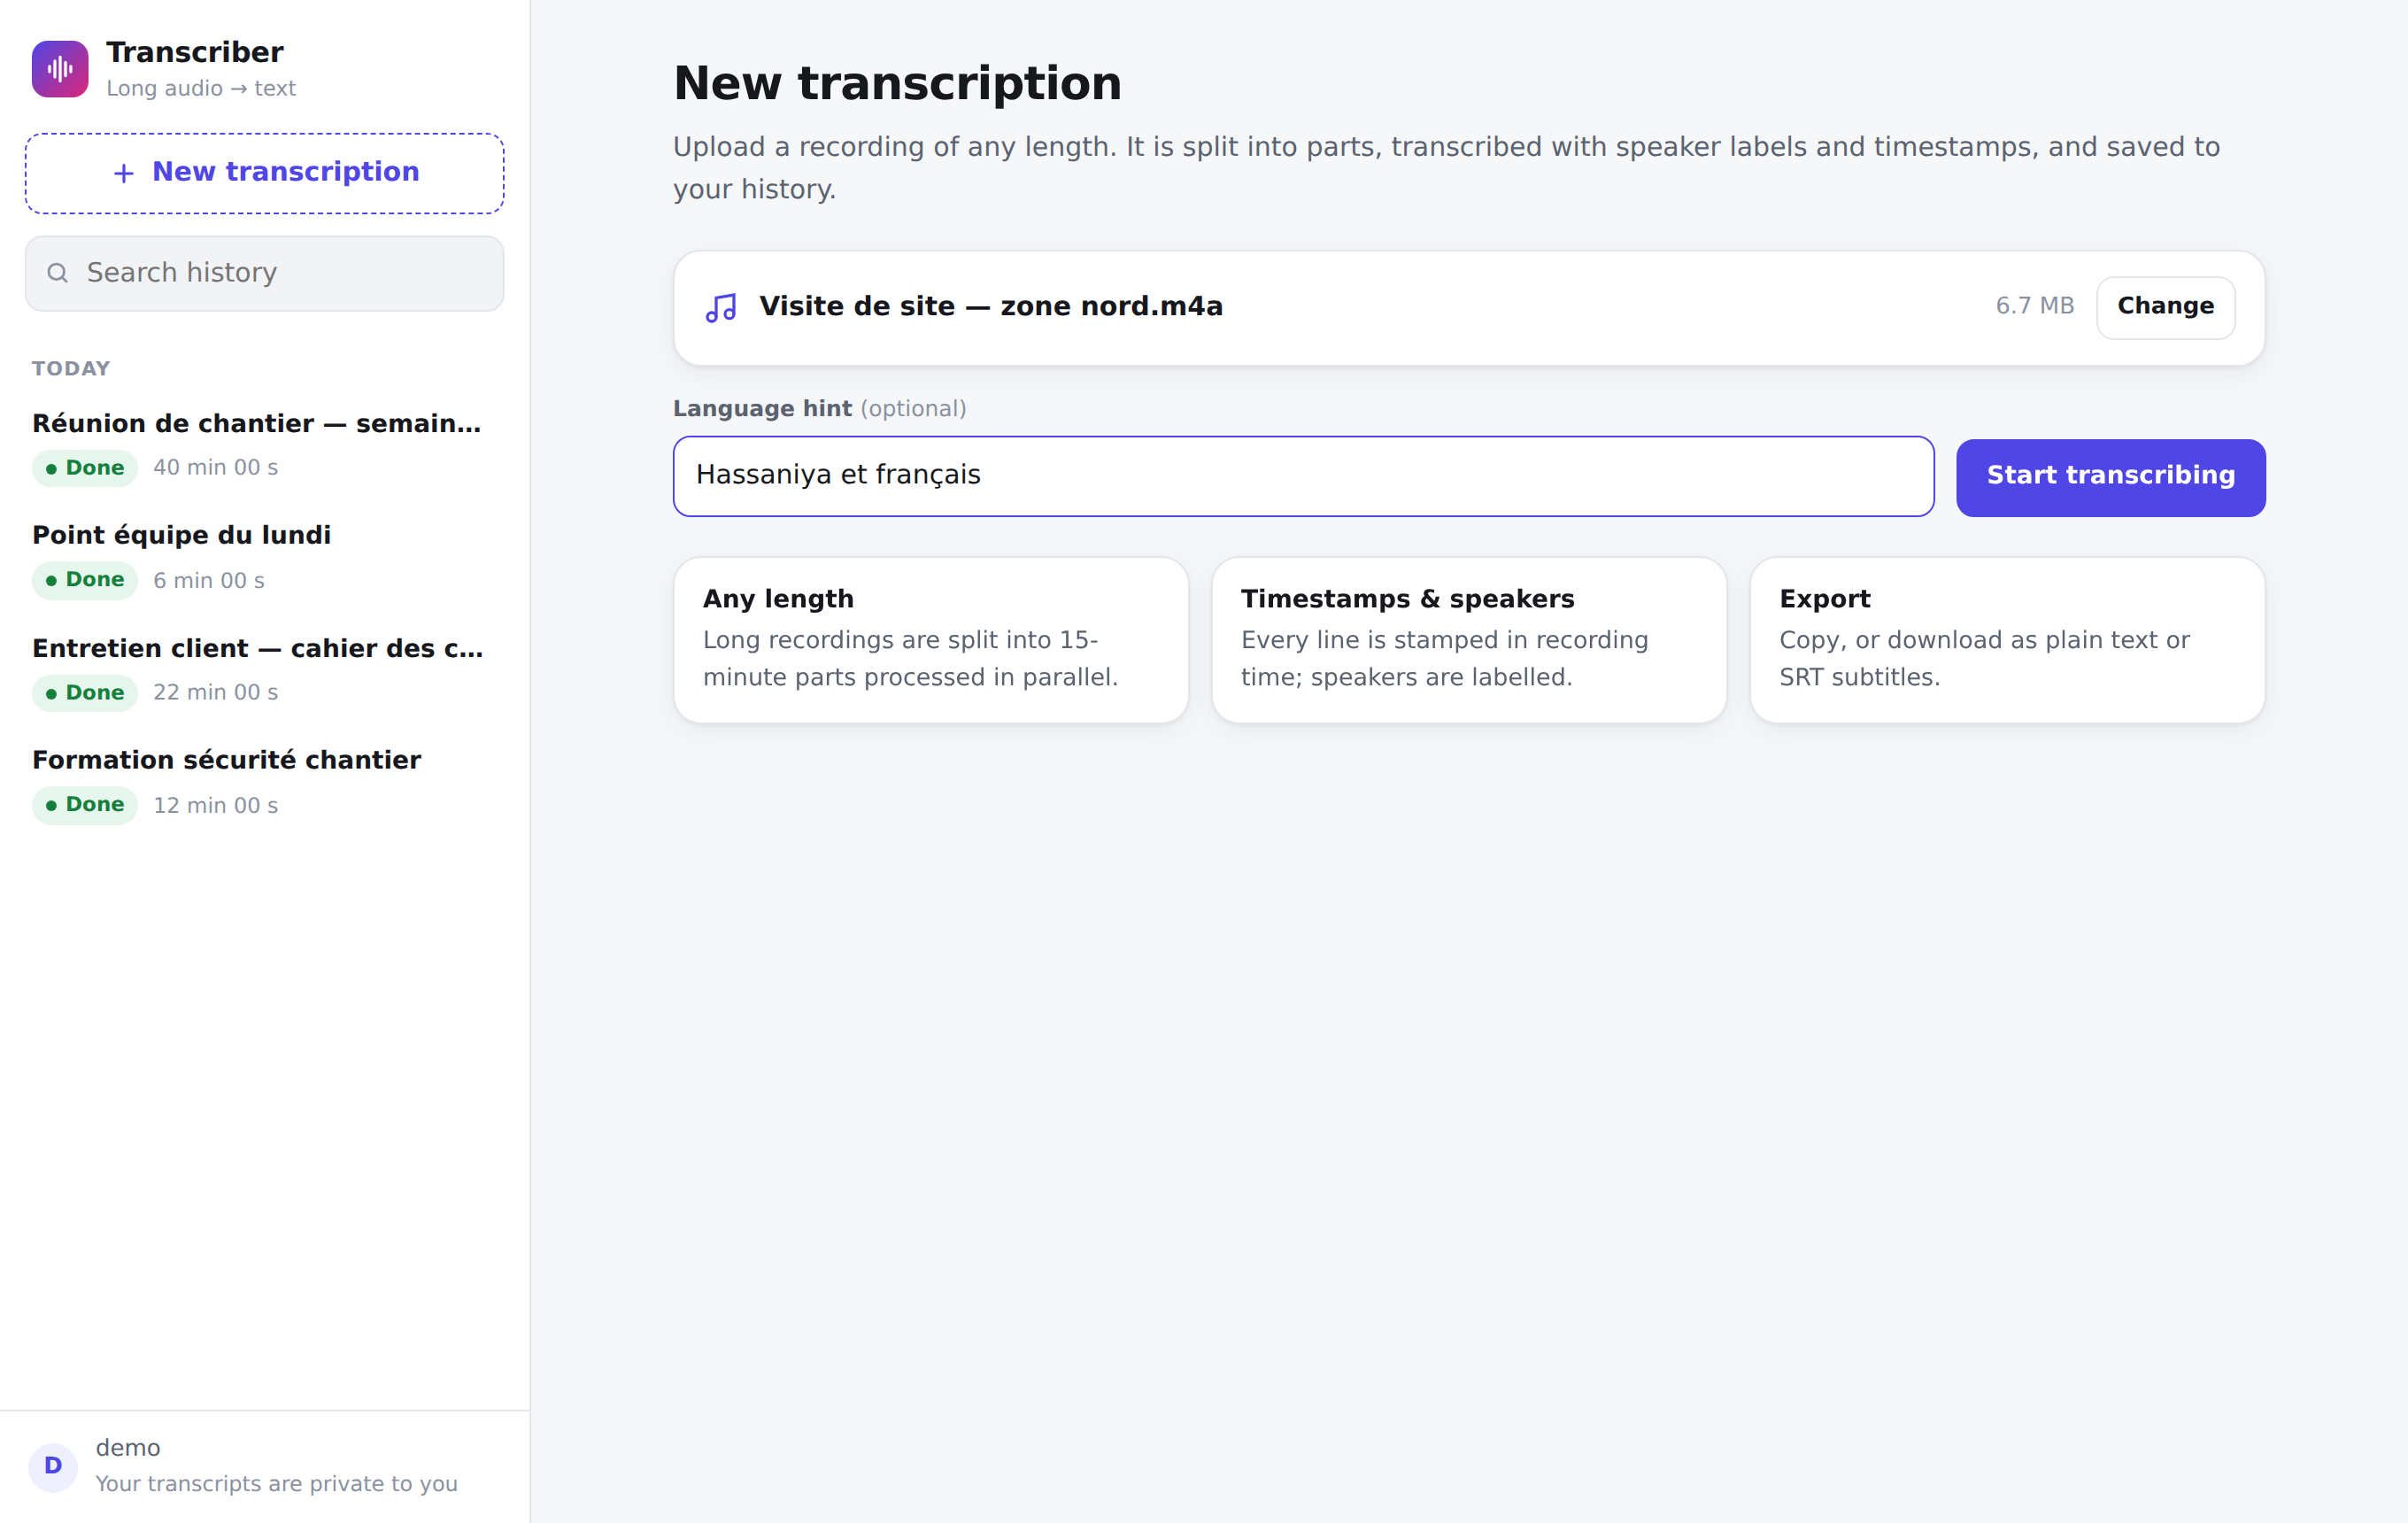 Transcriber
Long audio → text
+ New transcription
Search history
TODAY
Réunion de chantier — semain…
Done 40 min 00 s
Point équipe du lundi
Done 6 min 00 s
Entretien client — cahier des c…
Done 22 min 00 s
Formation sécurité chantier
Done 12 min 00 s
D
demo
Your transcripts are private to you
New transcription
Upload a recording of any length. It is split into parts, transcribed with speaker labels and timestamps, and saved to
your history.
Visite de site — zone nord.m4a 6.7 MB Change
Language hint (optional)
Hassaniya et français Start transcribing
Any length
Long recordings are split into 15-
minute parts processed in parallel.
Timestamps & speakers
Every line is stamped in recording
time; speakers are labelled.
Export
Copy, or download as plain text or
SRT subtitles.